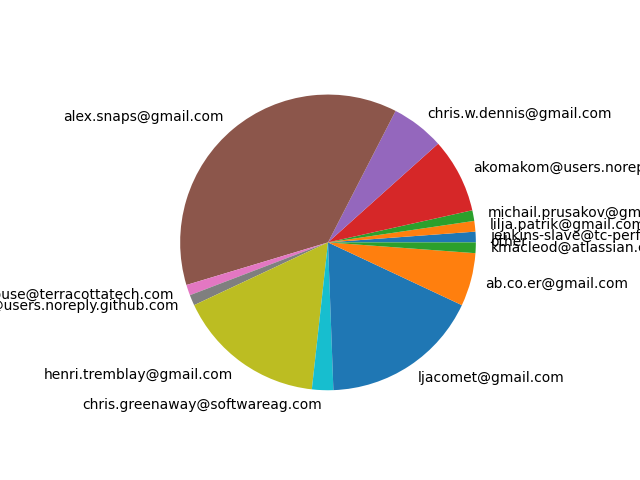 chris.w.dennis@gmail.com
alex.snaps@gmail.com
akomakom@users.norep
michail.prusakov@gm
lilja.patrik@gmail.com
jenkins-slave@tc-perf
other
kmacleod@atlassian.c
ab.co.er@gmail.com
ouse@terracottatech.com
@users.noreply.github.com
henri.tremblay@gmail.com
ljacomet@gmail.com
chris.greenaway@softwareag.com